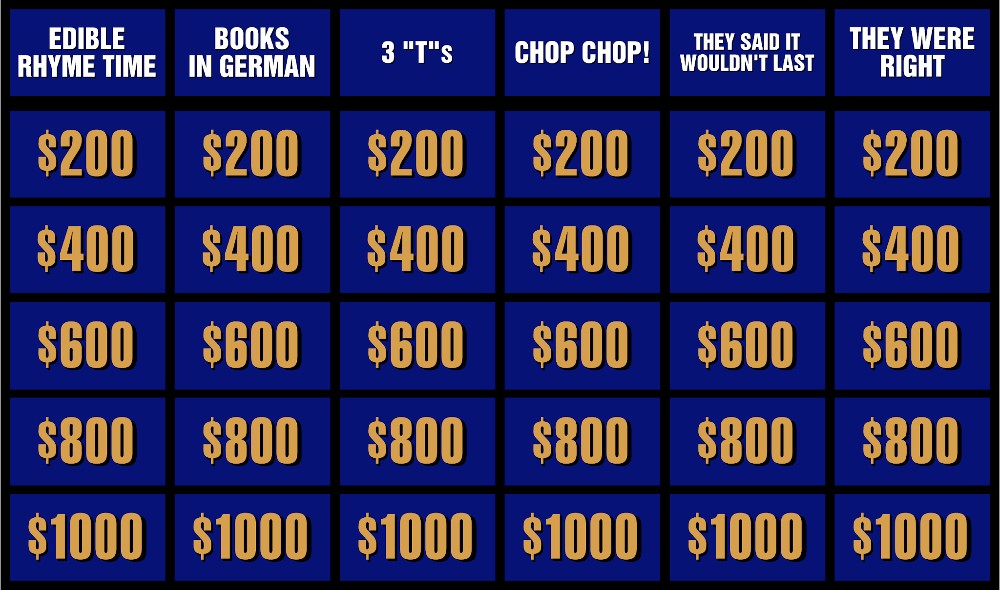 EDIBLE
RHYME TIME
BOOKS
IN GERMAN
3 "T"s
CHOP CHOP!
THEY SAID IT
WOULDN'T LAST
THEY WERE
RIGHT
$200 $200 $200 $200 $200 $200
$400 $400 $400 $400 $400 $400
$600 $600 $600 $600 $600 $600
$800 $800 $800 $800 $800 $800
$1000 $1000 $1000 $1000 $1000 $1000